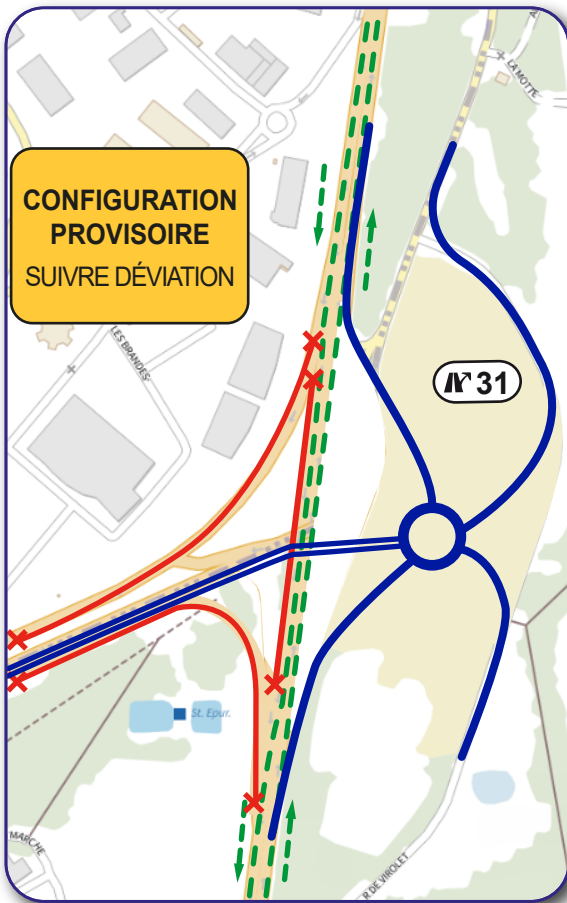 LA MOTTE
CONFIGURATION
PROVISOIRE
SUIVRE DÉVIATION
LES BRANDES
31
St. Epur.
MARCHE
R DE VIROLET